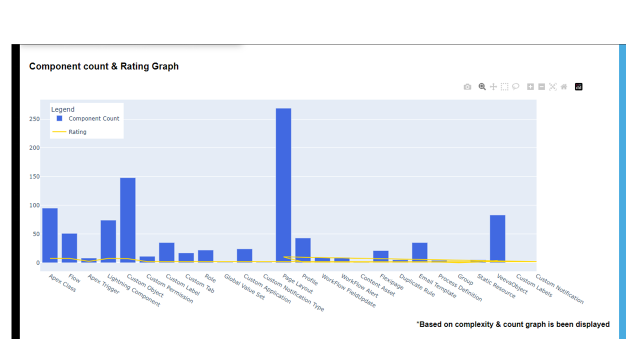 Component count & Rating Graph
Legend
Component Count
Rating
250
200
150
100
50
0
Apex Class
Flow
Apex Trigger
Lightning Component
Custom Object
Custom Permission
Custom Label
Custom Tab
Role
Global Value Set
Custom Application
Custom Notification Type
Page Layout
Profile
Workflow Fieldupdate
Workflow Alert
Content Asset
Flexipage
Duplicate Rule
Email Template
Process Definition
Group
Static Resource
ViewsObject
Custom Labels
Custom Notification
*Based on complexity & count graph is been displayed